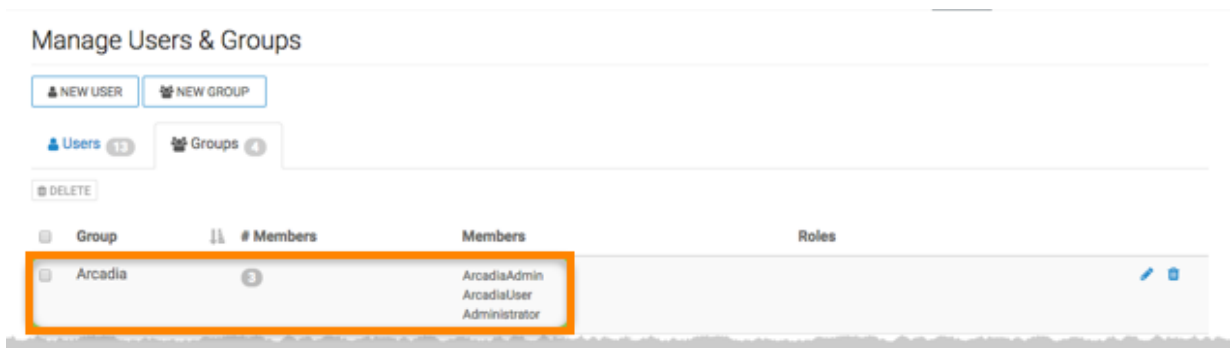 Manage Users & Groups
NEW USER NEW GROUP
Users 13 Groups 4
DELETE
Group # Members Members Roles
Arcadia 3 ArcadiaAdmin
ArcadiaUser
Administrator